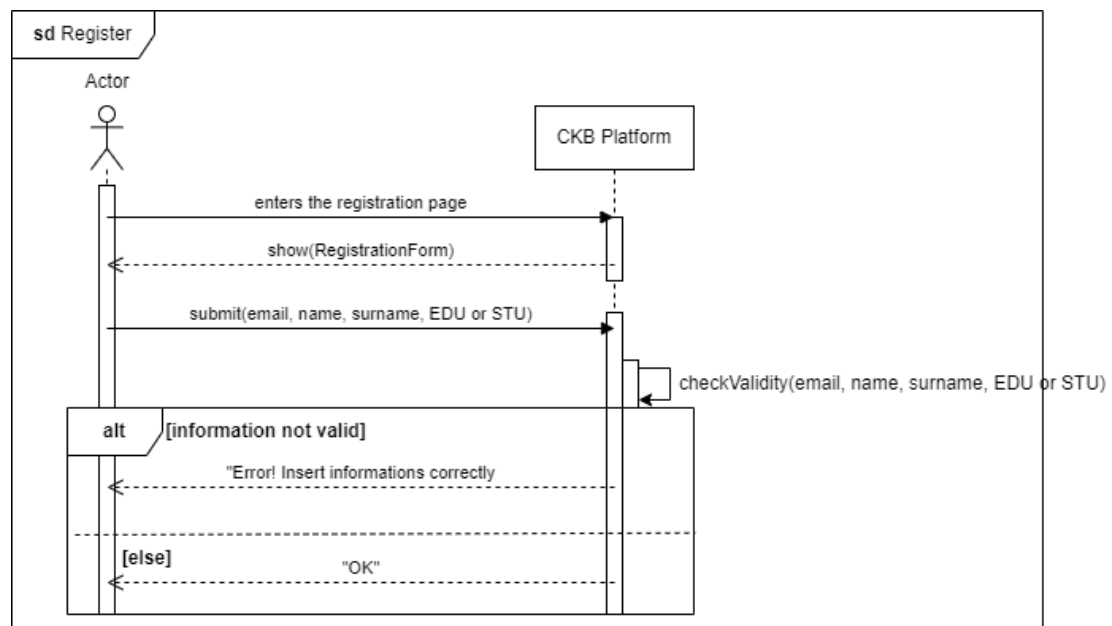 sd Register
Actor
CKB Platform
enters the registration page
show(RegistrationForm)
submit(email, name, surname, EDU or STU)
checkValidity(email, name, surname, EDU or STU)
alt [information not valid]
"Error! Insert informations correctly
[else]
"OK"